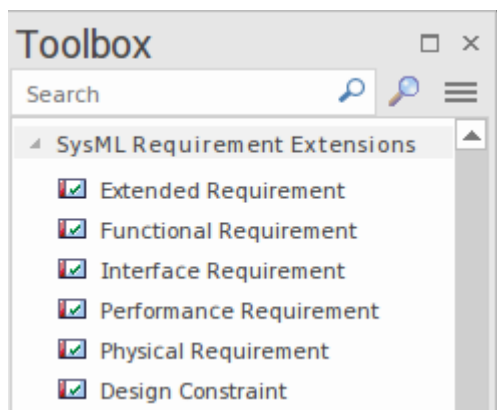 Toolbox
Search
SysML Requirement Extensions
Extended Requirement
Functional Requirement
Interface Requirement
Performance Requirement
Physical Requirement
Design Constraint